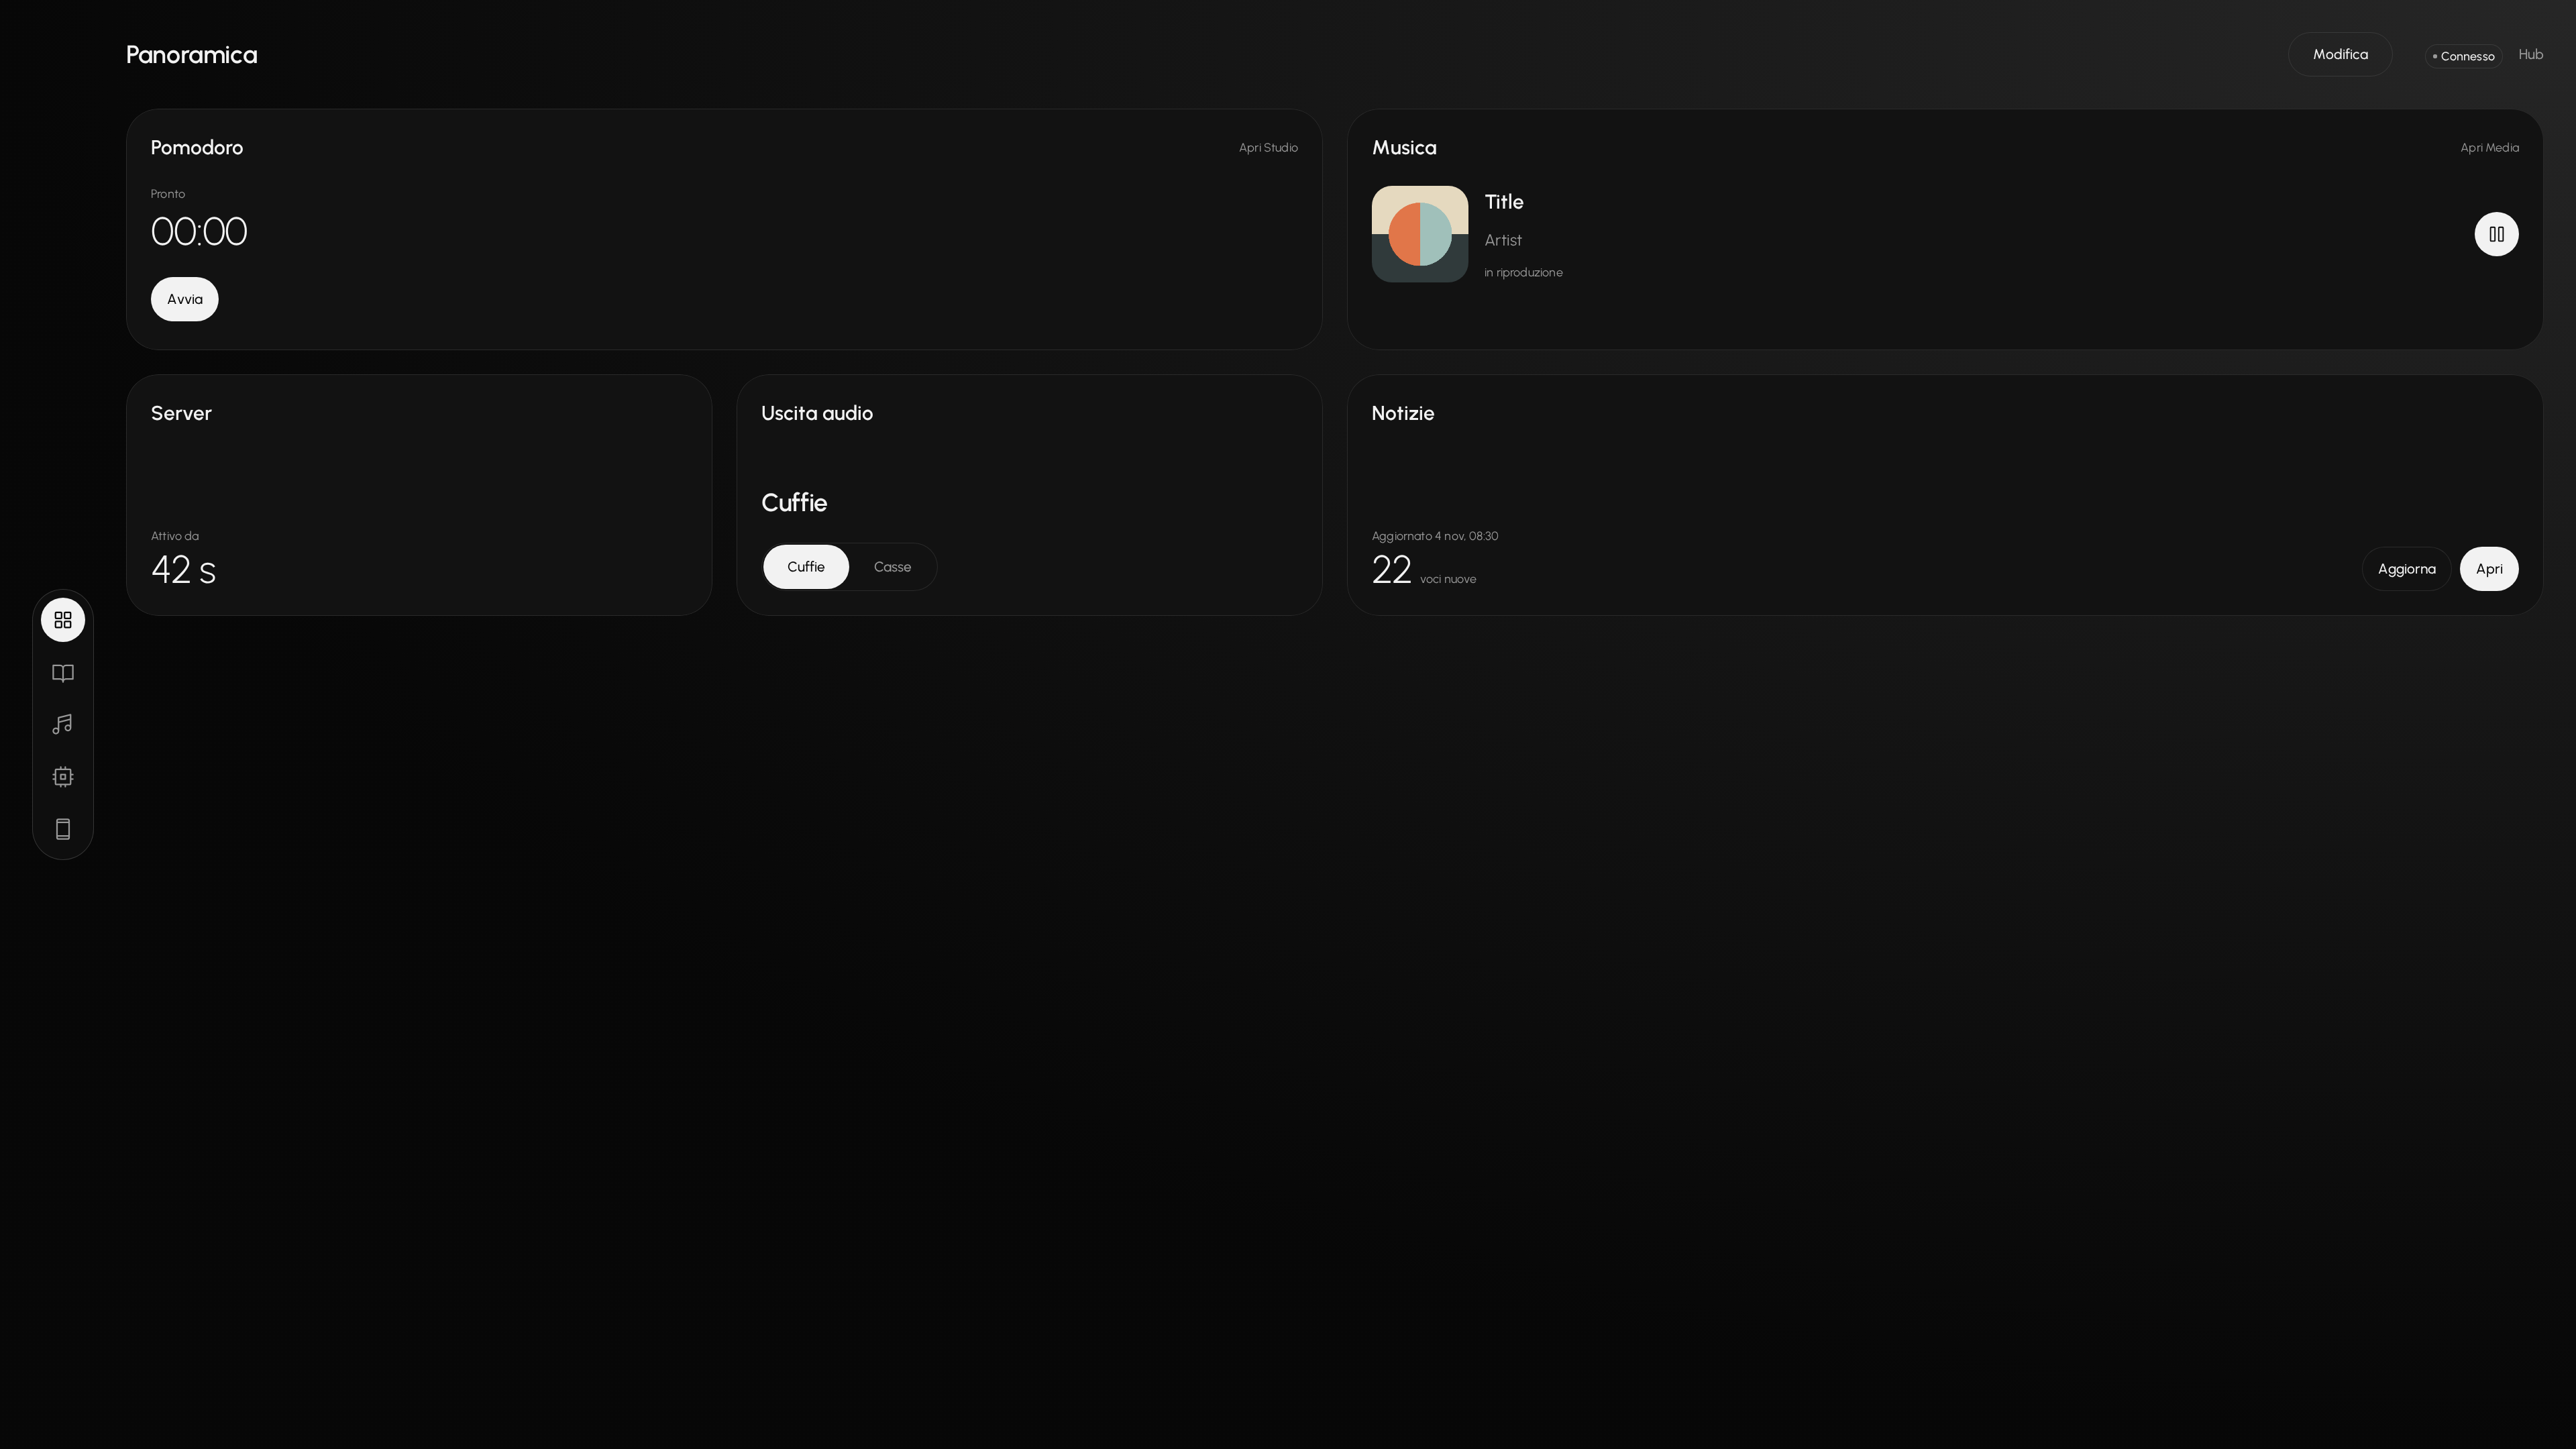 Panoramica
Modifica
Connesso
Hub
Pomodoro
Apri Studio
Pronto
00:00
Avvia
Musica
Apri Media
Title
Artist
in riproduzione
Server
Attivo da
42 s
Uscita audio
Cuffie
Cuffie
Casse
Notizie
Aggiornato 4 nov, 08:30
22 voci nuove
Aggiorna
Apri